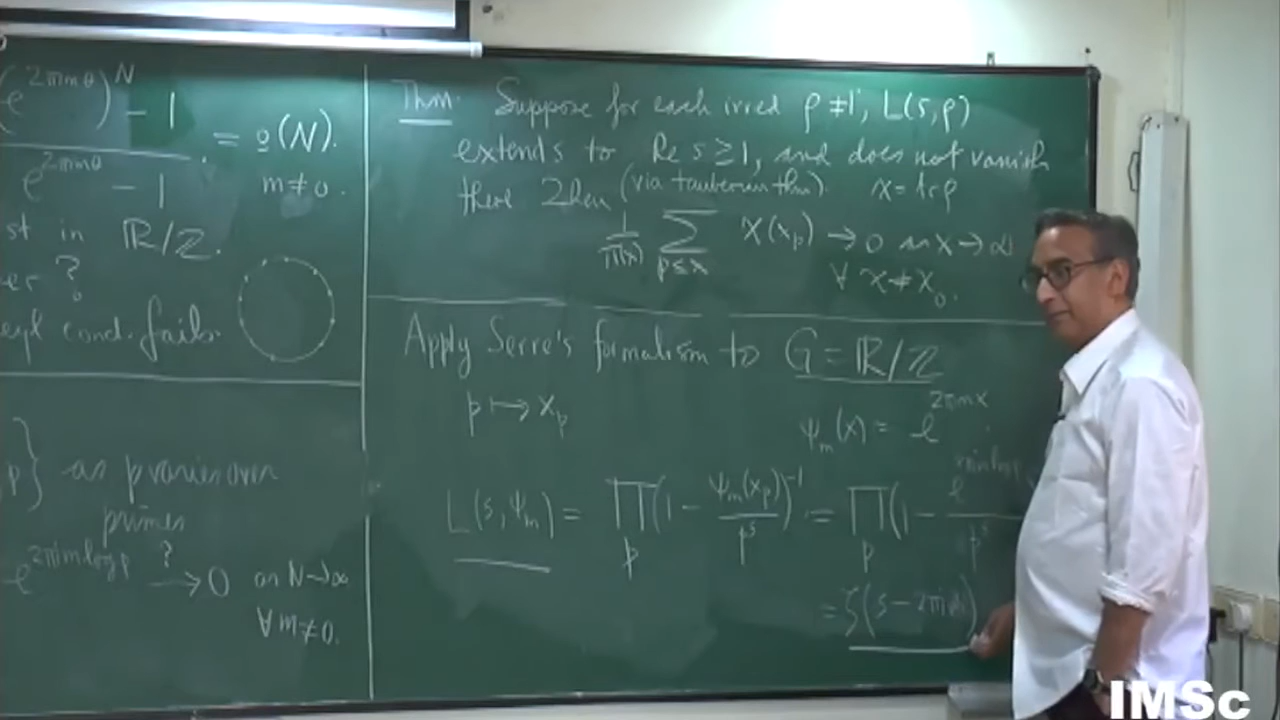 (e^{2πimθ})^N − 1
= o(N).
e^{2πimθ} − 1
m ≠ 0.
st in ℝ/ℤ.
er ?
eyl cond. fails.
p} as p varies over
primes
e^{2πimlog p} →? 0 as N→∞
∀ m≠0.
Thm. Suppose for each irred ρ ≠ 1, L(s,ρ)
extends to Re s ≥ 1, and does not vanish
there Then (via tauberian thm). χ = tr ρ
1/π(x) Σ_{p≤x} χ(x_p) → 0 as x → ∞
∀ χ ≠ χ_0.
Apply Serre's formalism to G = ℝ/ℤ
p ↦ x_p
ψ_m(x) = e^{2πimx}.
L(s,ψ_m) = ∏_p (1 − ψ_m(x_p)/p^s)^{-1} = ∏_p (1 − e^{2πimlog p}/p^s
= ζ(s − 2πim)
IMSc